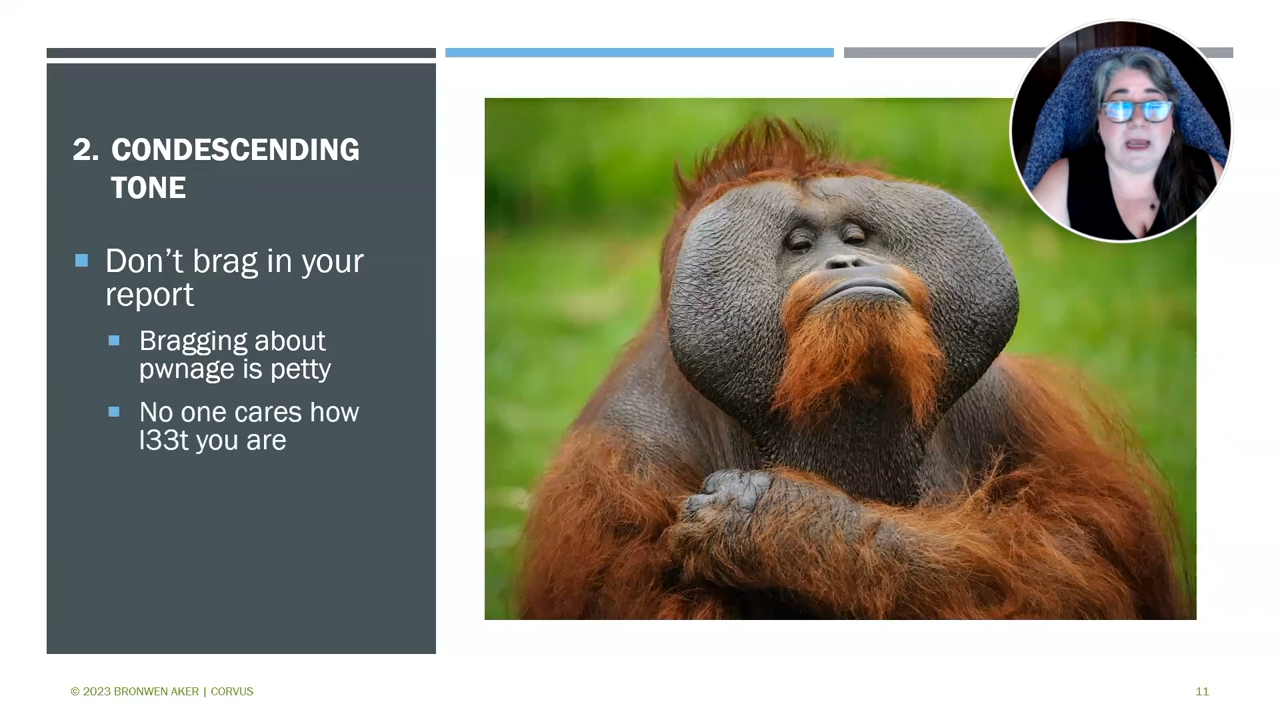 2. CONDESCENDING
TONE
Don’t brag in your
report
Bragging about
pwnage is petty
No one cares how
l33t you are
© 2023 BRONWEN AKER | CORVUS
11